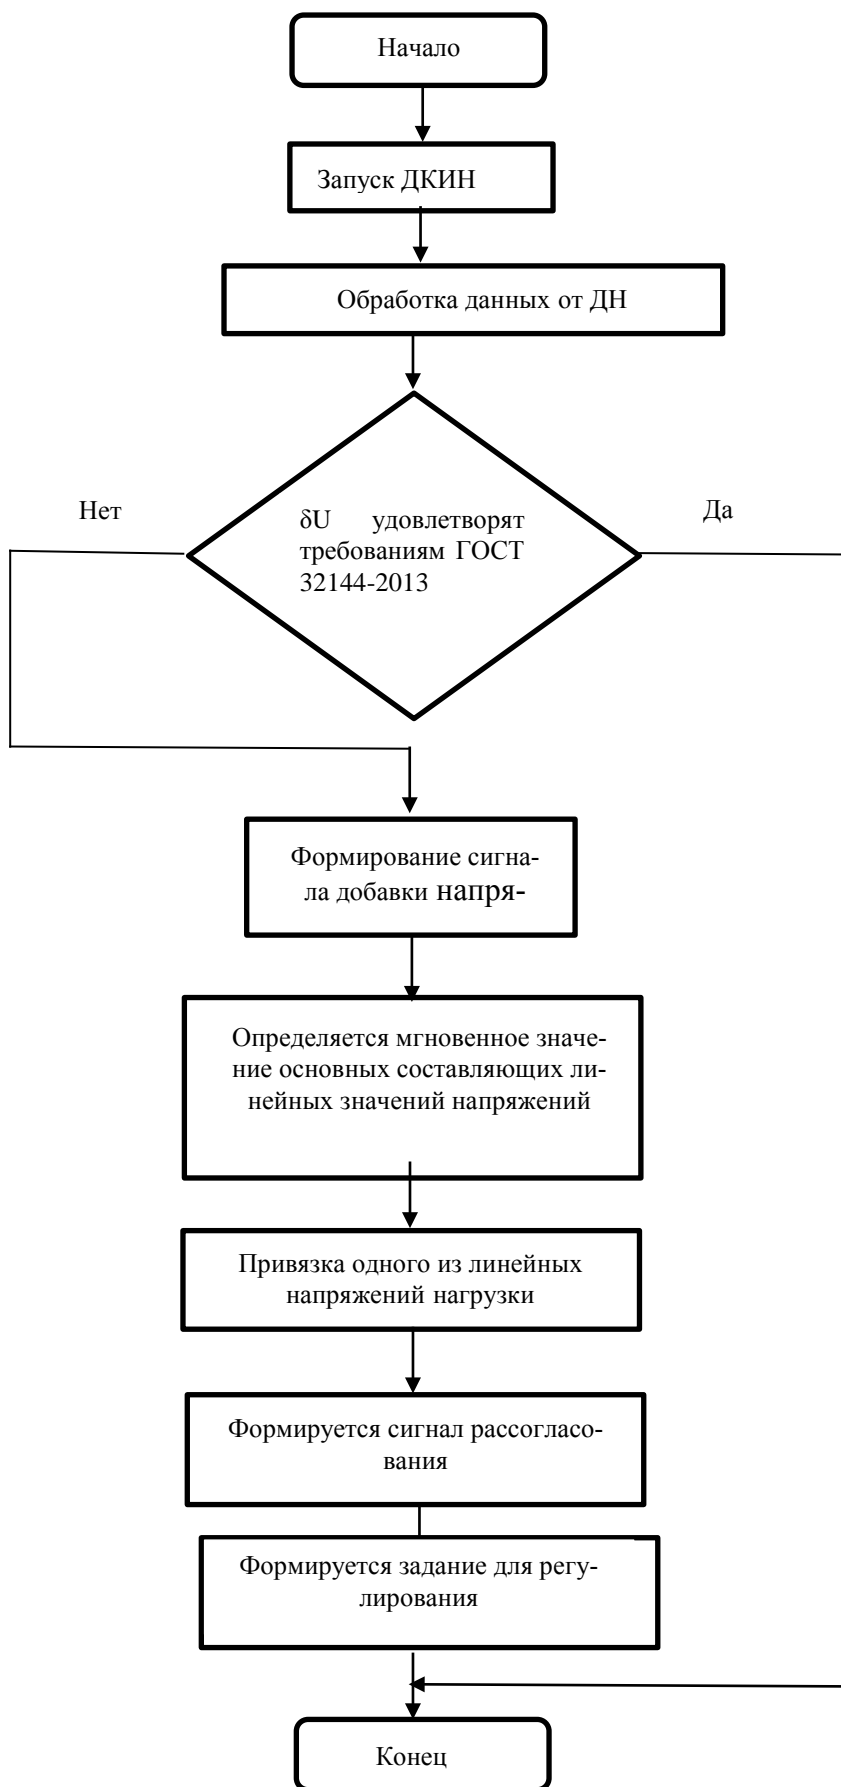 Начало
Запуск ДКИН
Обработка данных от ДН
Нет
Да
δU удовлетворят
требованиям ГОСТ
32144-2013
Формирование сигна-
ла добавки напря-
Определяется мгновенное значе-
ние основных составляющих ли-
нейных значений напряжений
Привязка одного из линейных
напряжений нагрузки
Формируется сигнал рассогласо-
вания
Формируется задание для регу-
лирования
Конец